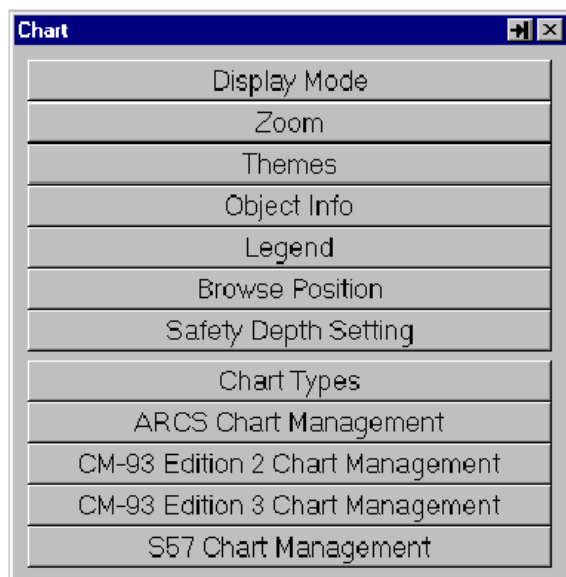 Chart
Display Mode
Zoom
Themes
Object Info
Legend
Browse Position
Safety Depth Setting
Chart Types
ARCS Chart Management
CM-93 Edition 2 Chart Management
CM-93 Edition 3 Chart Management
S57 Chart Management